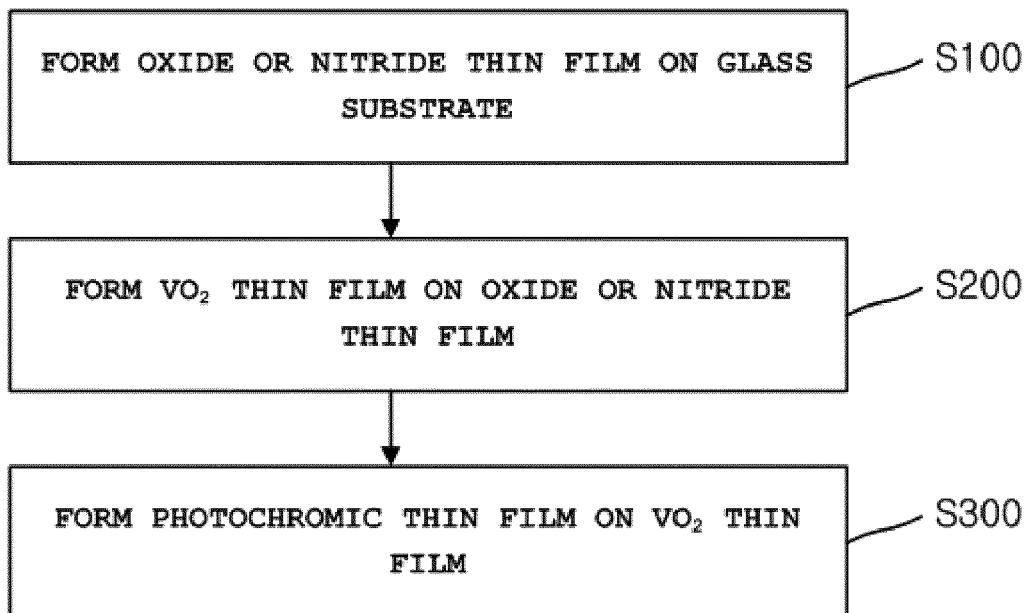 FORM OXIDE OR NITRIDE THIN FILM ON GLASS
SUBSTRATE
S100
FORM VO₂ THIN FILM ON OXIDE OR NITRIDE
THIN FILM
S200
FORM PHOTOCHROMIC THIN FILM ON VO₂ THIN
FILM
S300